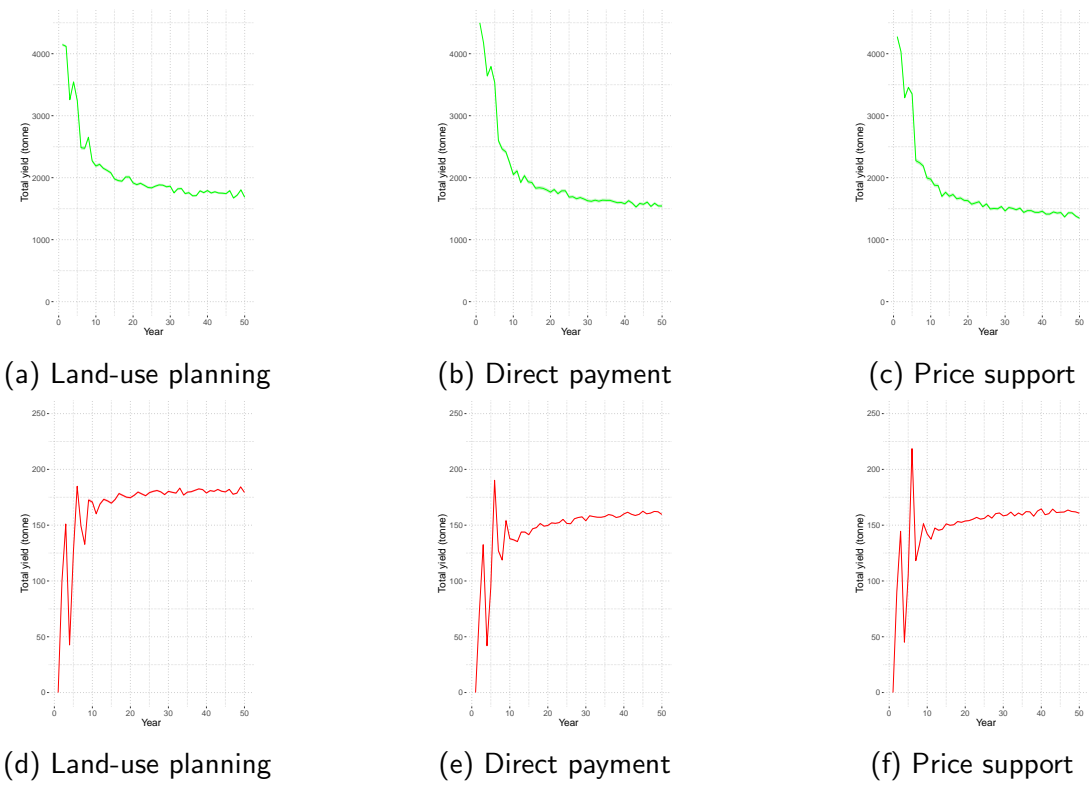 Total yield (tonne)
4000
3000
2000
1000
0
0 10 20 30 40 50
Year
(a) Land-use planning
Total yield (tonne)
4000
3000
2000
1000
0
0 10 20 30 40 50
Year
(b) Direct payment
Total yield (tonne)
4000
3000
2000
1000
0
0 10 20 30 40 50
Year
(c) Price support
Total yield (tonne)
250
200
150
100
50
0
0 10 20 30 40 50
Year
(d) Land-use planning
Total yield (tonne)
250
200
150
100
50
0
0 10 20 30 40 50
Year
(e) Direct payment
Total yield (tonne)
250
200
150
100
50
0
0 10 20 30 40 50
Year
(f) Price support